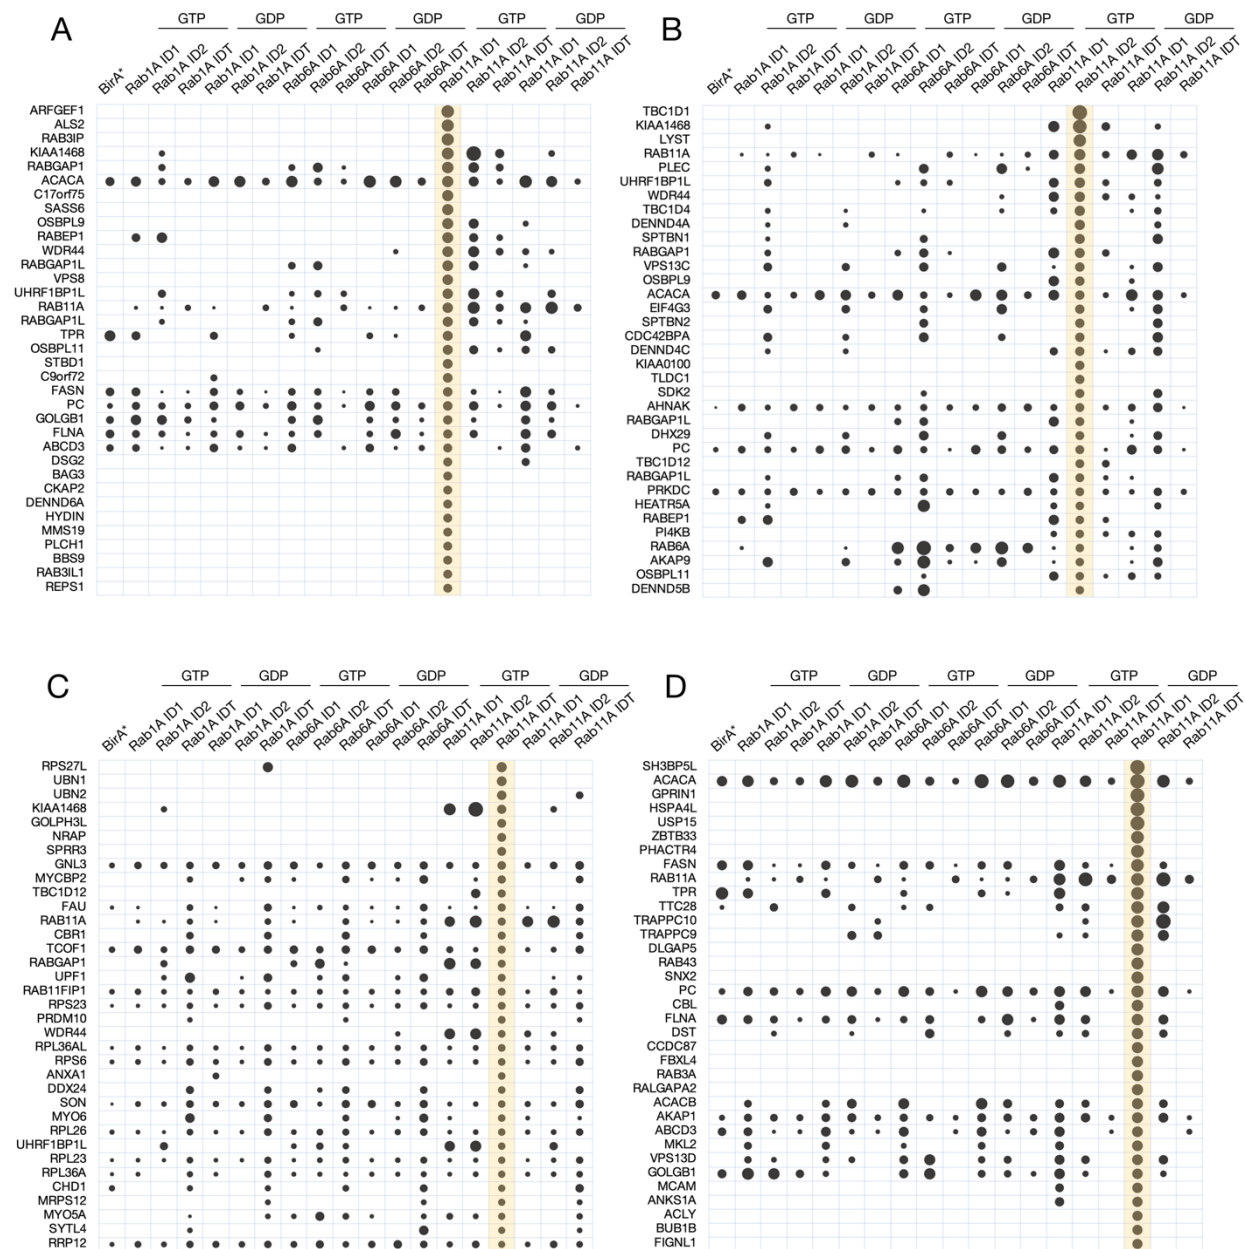 A
GTP GDP GTP GDP GTP GDP
BirA* Rab1A ID1 Rab1A ID2 Rab1A IDT Rab1A ID1 Rab1A ID2 Rab1A IDT Rab6A ID1 Rab6A ID2 Rab6A IDT Rab6A ID1 Rab6A ID2 Rab6A IDT Rab11A ID1 Rab11A ID2 Rab11A IDT Rab11A ID1 Rab11A ID2 Rab11A IDT
ARFGEF1
ALS2
RAB3IP
KIAA1468
RABGAP1
ACACA
C17orf75
SASS6
OSBPL9
RABEP1
WDR44
RABGAP1L
VPS8
UHRF1BP1L
RAB11A
RABGAP1L
TPR
OSBPL11
STBD1
C9orf72
FASN
PC
GOLGB1
FLNA
ABCD3
DSG2
BAG3
CKAP2
DENND6A
HYDIN
MMS19
PLCH1
BBS9
RAB3IL1
REPS1
B
GTP GDP GTP GDP GTP GDP
BirA* Rab1A ID1 Rab1A ID2 Rab1A IDT Rab1A ID1 Rab1A ID2 Rab1A IDT Rab6A ID1 Rab6A ID2 Rab6A IDT Rab6A ID1 Rab6A ID2 Rab6A IDT Rab11A ID1 Rab11A ID2 Rab11A IDT Rab11A ID1 Rab11A ID2 Rab11A IDT
TBC1D1
KIAA1468
LYST
RAB11A
PLEC
UHRF1BP1L
WDR44
TBC1D4
DENND4A
SPTBN1
RABGAP1
VPS13C
OSBPL9
ACACA
EIF4G3
SPTBN2
CDC42BPA
DENND4C
KIAA0100
TLDC1
SDK2
AHNAK
RABGAP1L
DHX29
PC
TBC1D12
RABGAP1L
PRKDC
HEATR5A
RABEP1
PI4KB
RAB6A
AKAP9
OSBPL11
DENND5B
C
GTP GDP GTP GDP GTP GDP
BirA* Rab1A ID1 Rab1A ID2 Rab1A IDT Rab1A ID1 Rab1A ID2 Rab1A IDT Rab6A ID1 Rab6A ID2 Rab6A IDT Rab6A ID1 Rab6A ID2 Rab6A IDT Rab11A ID1 Rab11A ID2 Rab11A IDT Rab11A ID1 Rab11A ID2 Rab11A IDT
RPS27L
UBN1
UBN2
KIAA1468
GOLPH3L
NRAP
SPRR3
GNL3
MYCBP2
TBC1D12
FAU
RAB11A
CBR1
TCOF1
RABGAP1
UPF1
RAB11FIP1
RPS23
PRDM10
WDR44
RPL36AL
RPS6
ANXA1
DDX24
SON
MYO6
RPL26
UHRF1BP1L
RPL23
RPL36A
CHD1
MRPS12
MYO5A
SYTL4
RRP12
D
GTP GDP GTP GDP GTP GDP
BirA* Rab1A ID1 Rab1A ID2 Rab1A IDT Rab1A ID1 Rab1A ID2 Rab1A IDT Rab6A ID1 Rab6A ID2 Rab6A IDT Rab6A ID1 Rab6A ID2 Rab6A IDT Rab11A ID1 Rab11A ID2 Rab11A IDT Rab11A ID1 Rab11A ID2 Rab11A IDT
SH3BP5L
ACACA
GPRIN1
HSPA4L
USP15
ZBTB33
PHACTR4
FASN
RAB11A
TPR
TTC28
TRAPPC10
TRAPPC9
DLGAP5
RAB43
SNX2
PC
CBL
FLNA
DST
CCDC87
FBXL4
RAB3A
RALGAPA2
ACACB
AKAP1
ABCD3
MKL2
VPS13D
GOLGB1
MCAM
ANKS1A
ACLY
BUB1B
FIGNL1